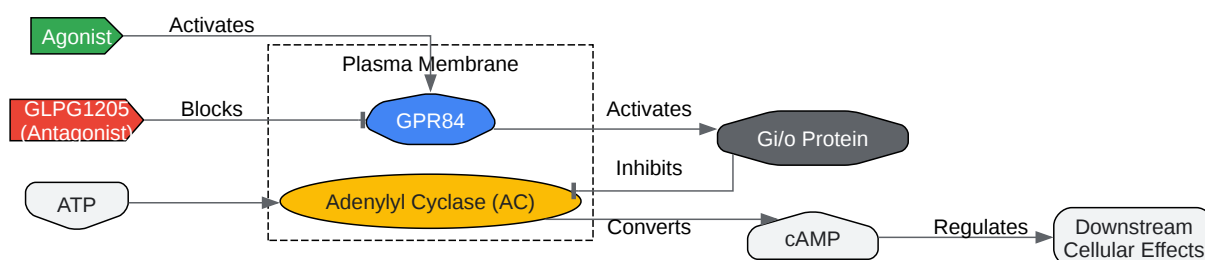 Activates
Agonist
Plasma Membrane
GLPG1205
(Antagonist)
Blocks
GPR84
Activates
Gi/o Protein
Inhibits
ATP
Adenylyl Cyclase (AC)
Converts
cAMP
Regulates
Downstream
Cellular Effects